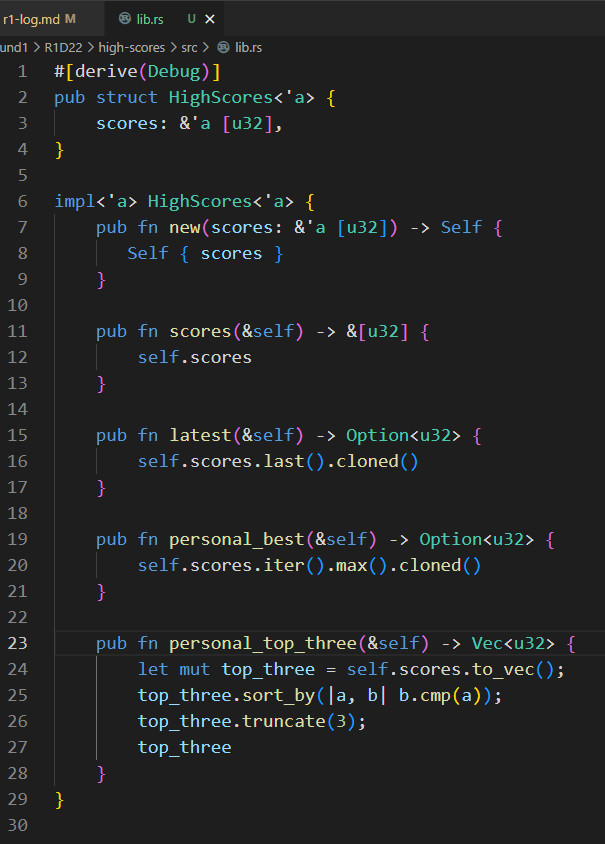 r1-log.md M lib.rs U ×
und1 > R1D22 > high-scores > src > lib.rs
1 #[derive(Debug)]
2 pub struct HighScores<'a> {
3     scores: &'a [u32],
4 }
5
6 impl<'a> HighScores<'a> {
7     pub fn new(scores: &'a [u32]) -> Self {
8        Self { scores }
9     }
10
11     pub fn scores(&self) -> &[u32] {
12         self.scores
13     }
14
15     pub fn latest(&self) -> Option<u32> {
16         self.scores.last().cloned()
17     }
18
19     pub fn personal_best(&self) -> Option<u32> {
20         self.scores.iter().max().cloned()
21     }
22
23     pub fn personal_top_three(&self) -> Vec<u32> {
24         let mut top_three = self.scores.to_vec();
25         top_three.sort_by(|a, b| b.cmp(a));
26         top_three.truncate(3);
27         top_three
28     }
29 }
30